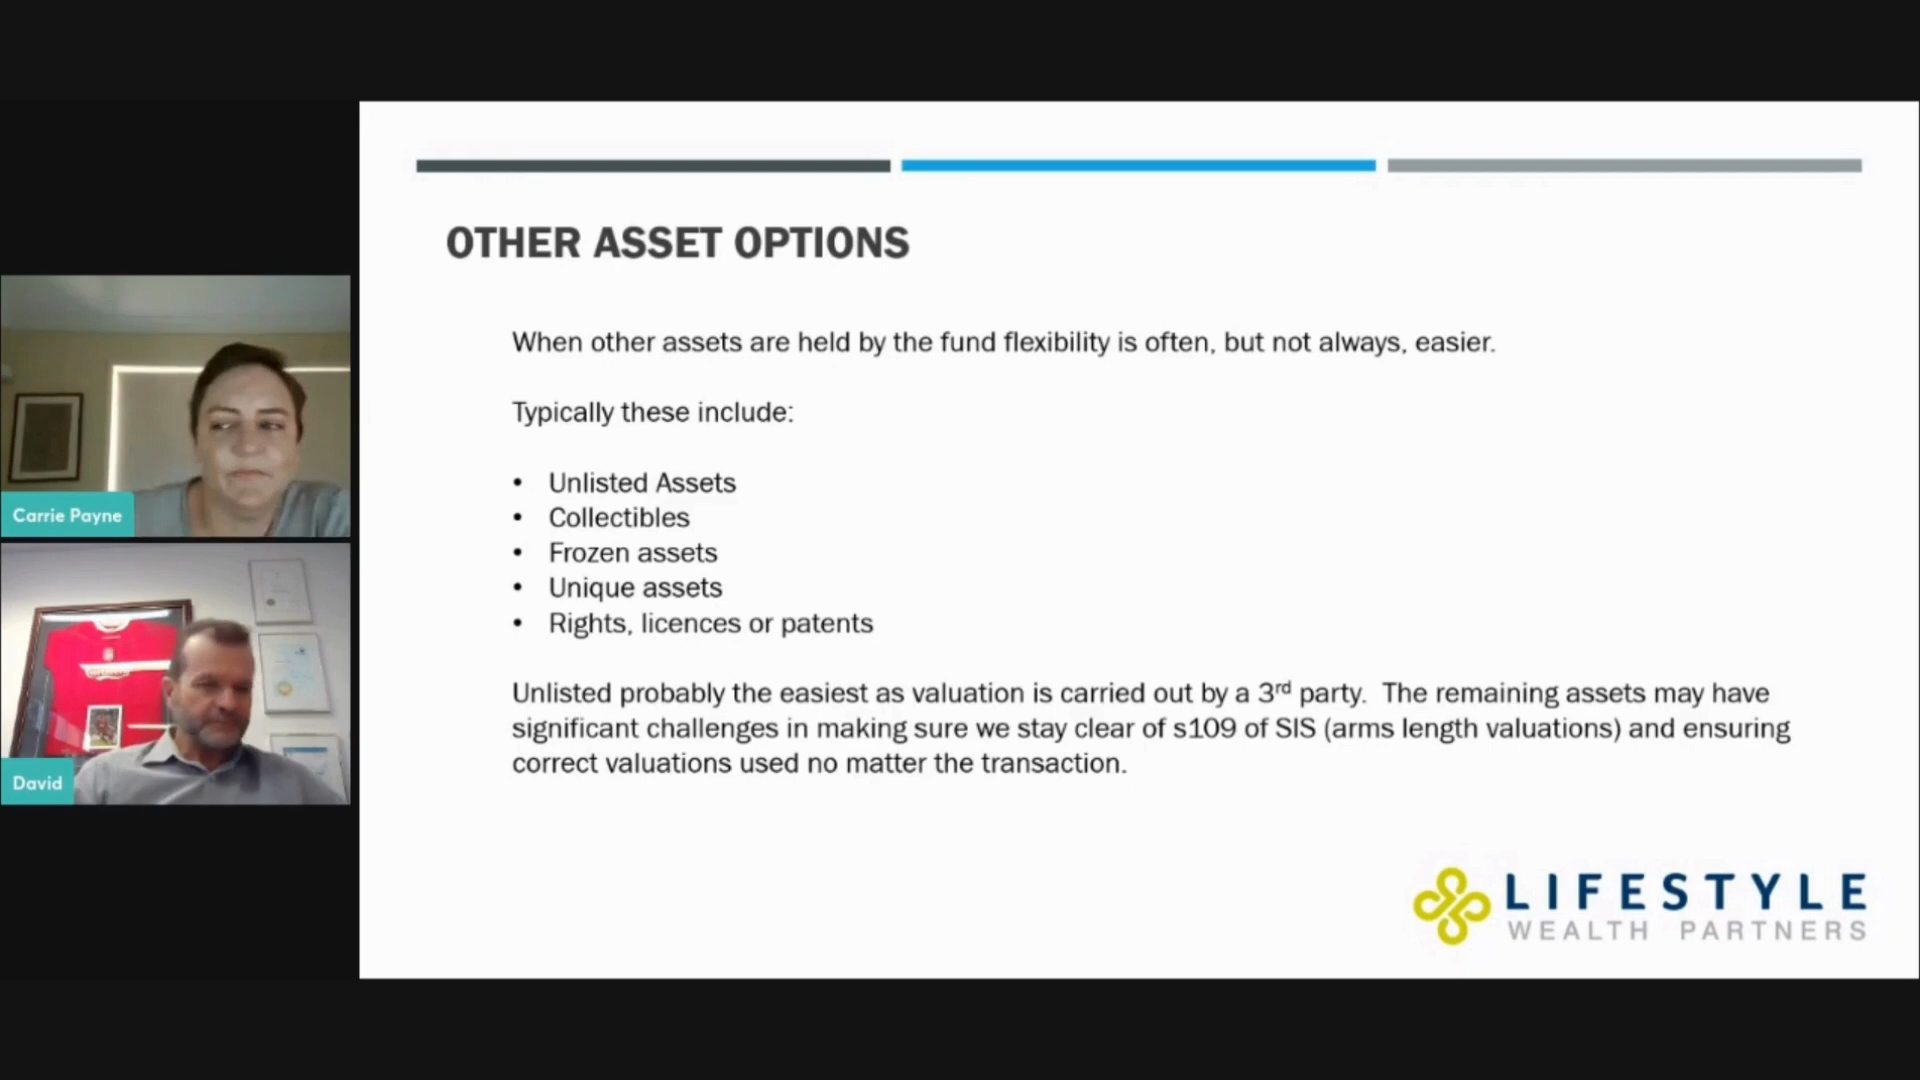 OTHER ASSET OPTIONS
When other assets are held by the fund flexibility is often, but not always, easier.
Typically these include:
• Unlisted Assets
• Collectibles
• Frozen assets
• Unique assets
• Rights, licences or patents
Unlisted probably the easiest as valuation is carried out by a 3rd party. The remaining assets may have
significant challenges in making sure we stay clear of s109 of SIS (arms length valuations) and ensuring
correct valuations used no matter the transaction.
Carrie Payne
David
LIFESTYLE
WEALTH PARTNERS